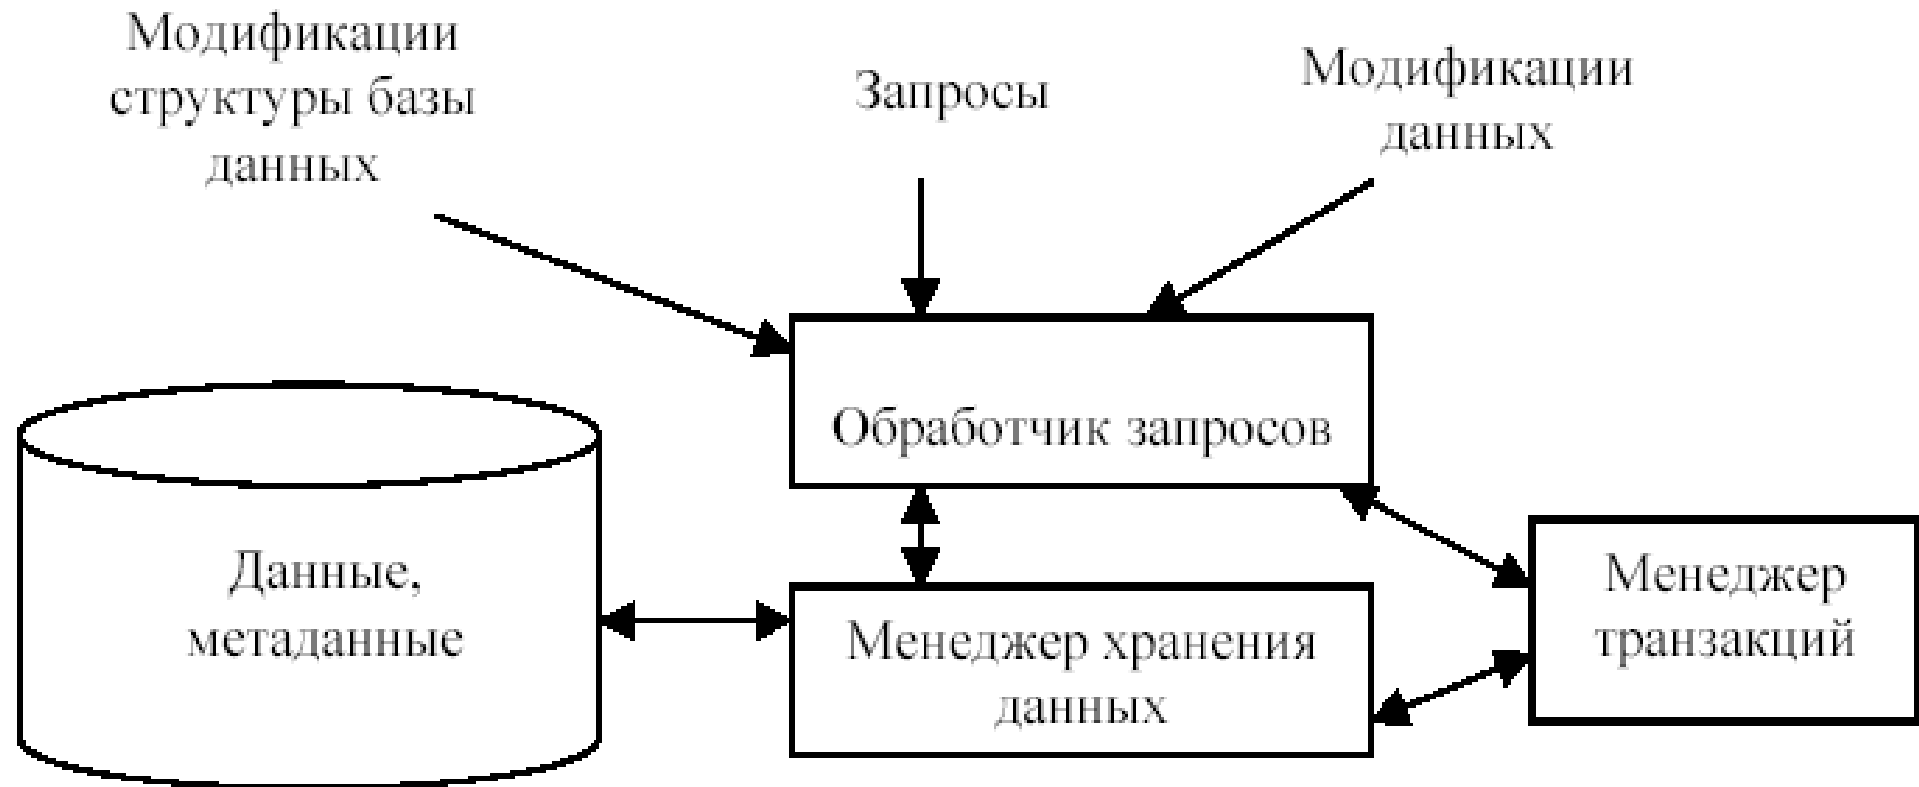 Модификации
структуры базы
данных
Запросы
Модификации
данных
Обработчик запросов
Данные,
метаданные
Менеджер хранения
данных
Менеджер
транзакций